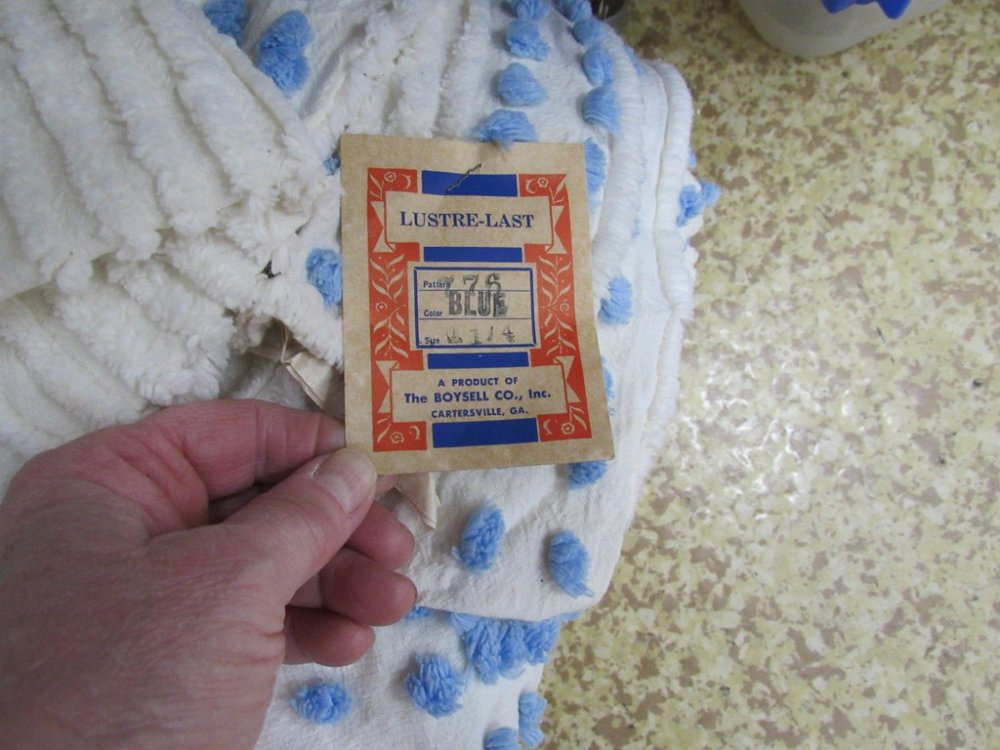 LUSTRE-LAST
Pattern 776
Color BLUE
Size
A PRODUCT OF
The BOYSELL CO., Inc.
CARTERSVILLE, GA.